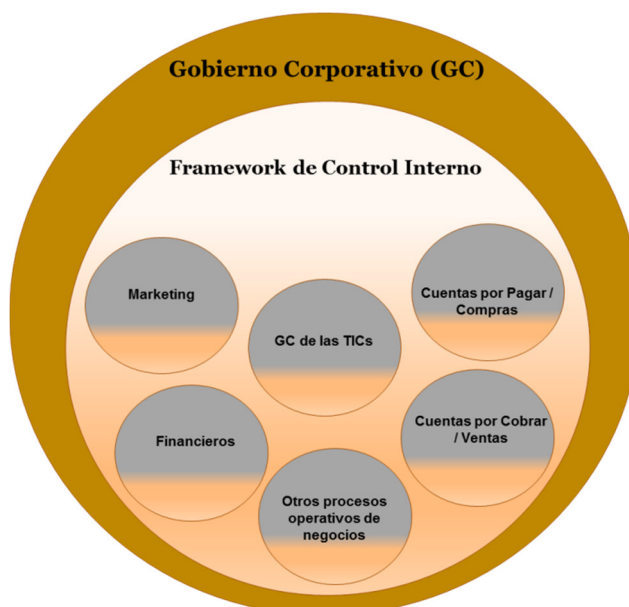 Gobierno Corporativo (GC)
Framework de Control Interno
Marketing
GC de las TICs
Cuentas por Pagar /
Compras
Financieros
Cuentas por Cobrar
/ Ventas
Otros procesos
operativos de
negocios